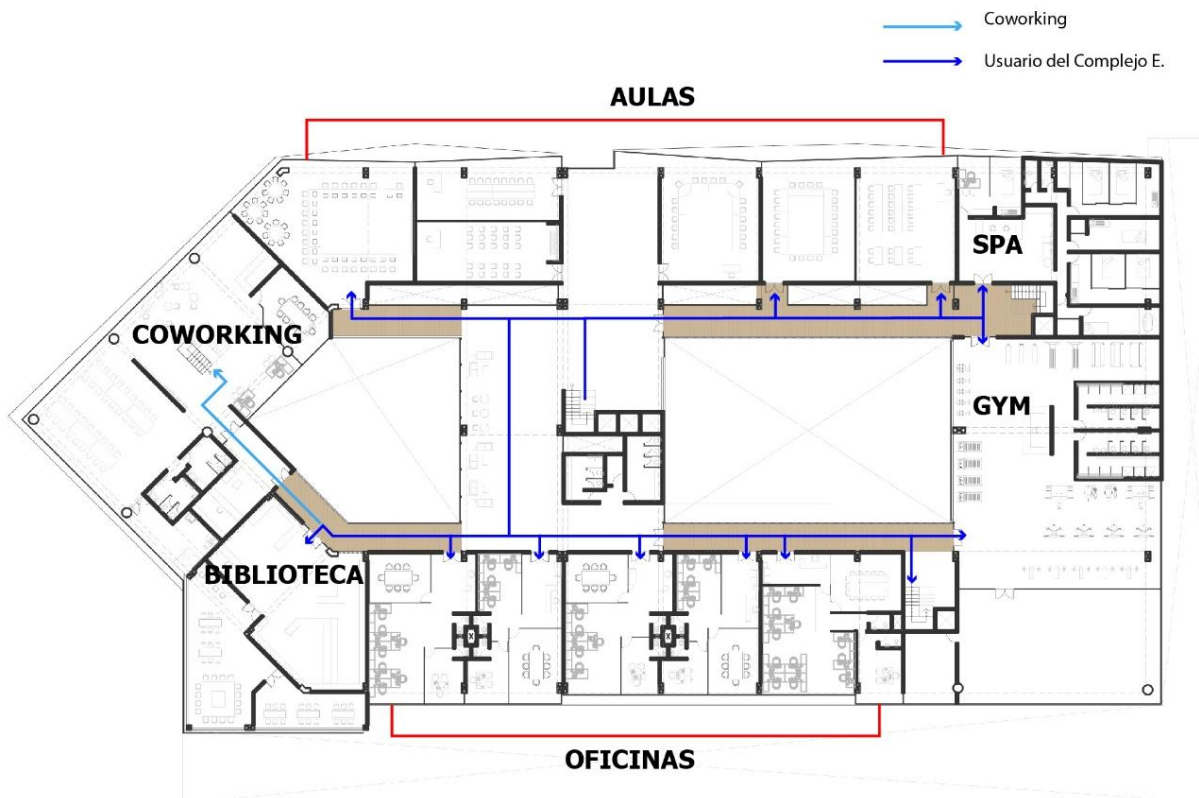 Coworking
Usuario del Complejo E.
AULAS
SPA
COWORKING
GYM
BIBLIOTECA
OFICINAS